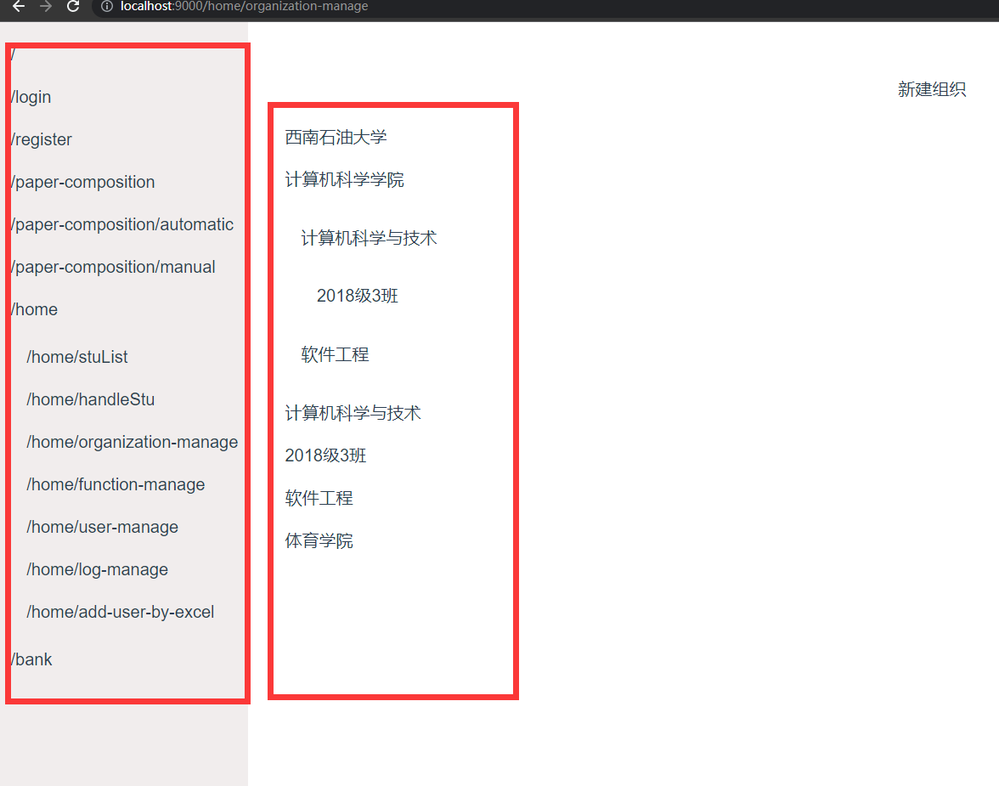 localhost:9000/home/organization-manage
/
/login
/register
/paper-composition
/paper-composition/automatic
/paper-composition/manual
/home
/home/stuList
/home/handleStu
/home/organization-manage
/home/function-manage
/home/user-manage
/home/log-manage
/home/add-user-by-excel
/bank
新建组织
西南石油大学
计算机科学学院
计算机科学与技术
2018级3班
软件工程
计算机科学与技术
2018级3班
软件工程
体育学院